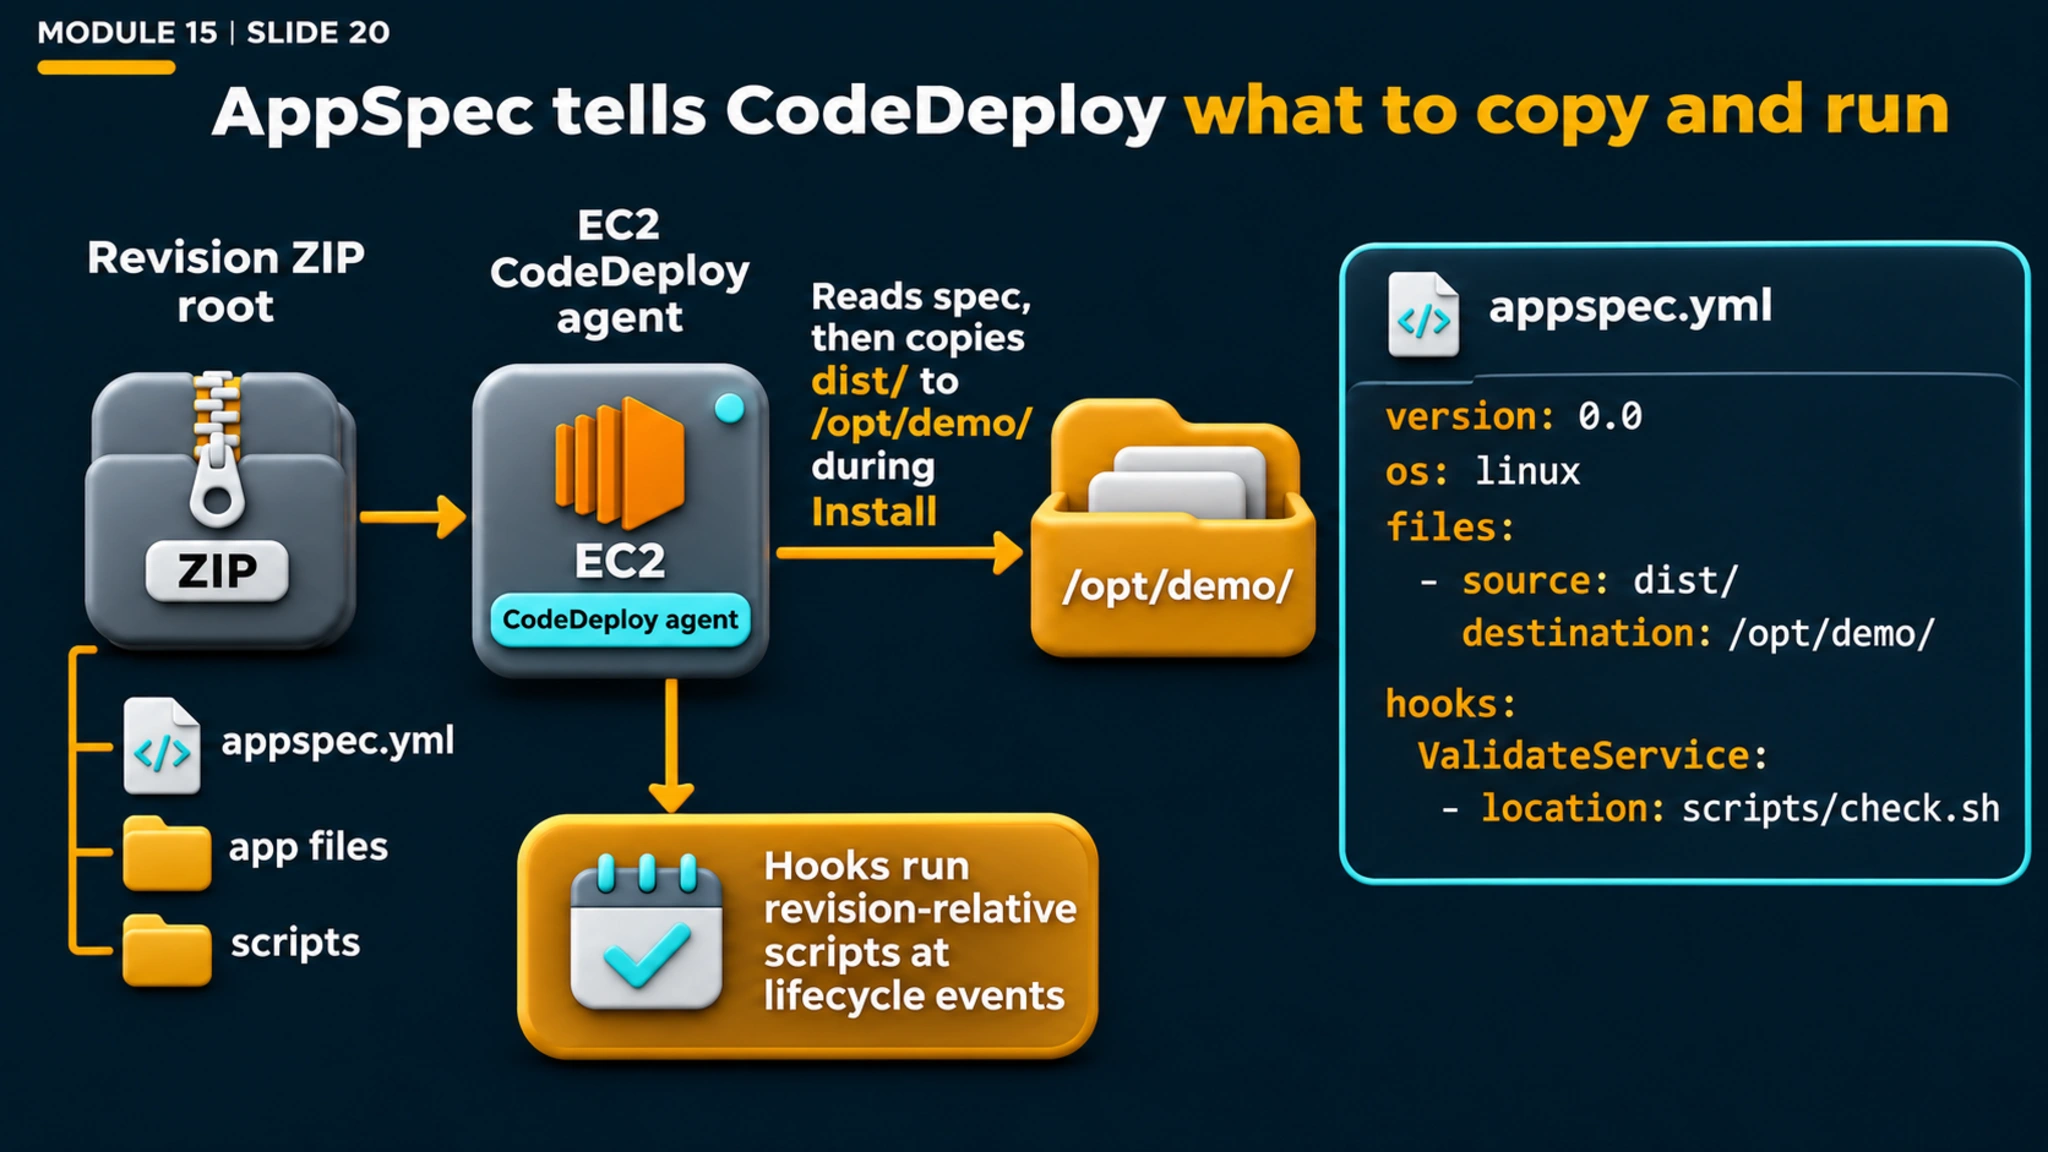 MODULE 15 | SLIDE 20
AppSpec tells CodeDeploy what to copy and run
Revision ZIP
root
ZIP
appspec.yml
app files
scripts
EC2
CodeDeploy
agent
EC2
CodeDeploy agent
Reads spec,
then copies
dist/ to
/opt/demo/
during
Install
/opt/demo/
Hooks run
revision-relative
scripts at
lifecycle events
appspec.yml
version: 0.0
os: linux
files:
- source: dist/
destination: /opt/demo/
hooks:
ValidateService:
- location: scripts/check.sh